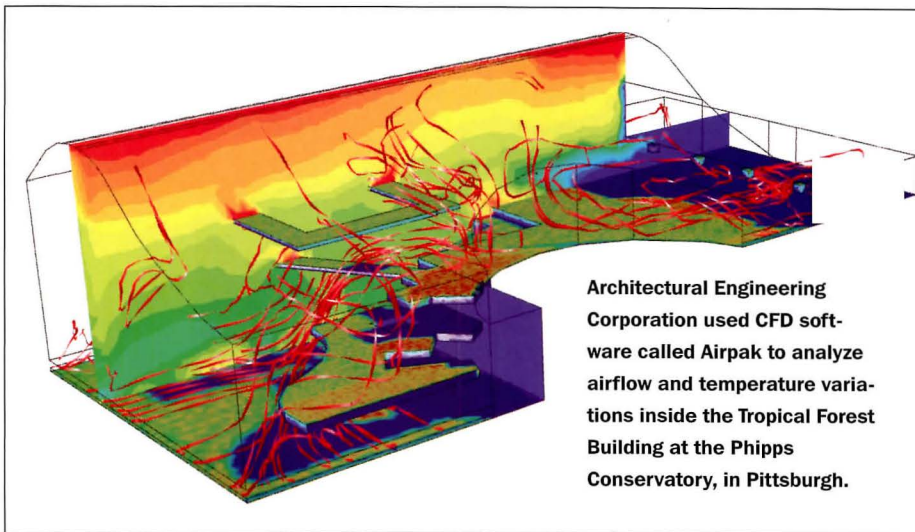 Architectural Engineering
Corporation used CFD soft-
ware called Airpak to analyze
airflow and temperature varia-
tions inside the Tropical Forest
Building at the Phipps
Conservatory, in Pittsburgh.